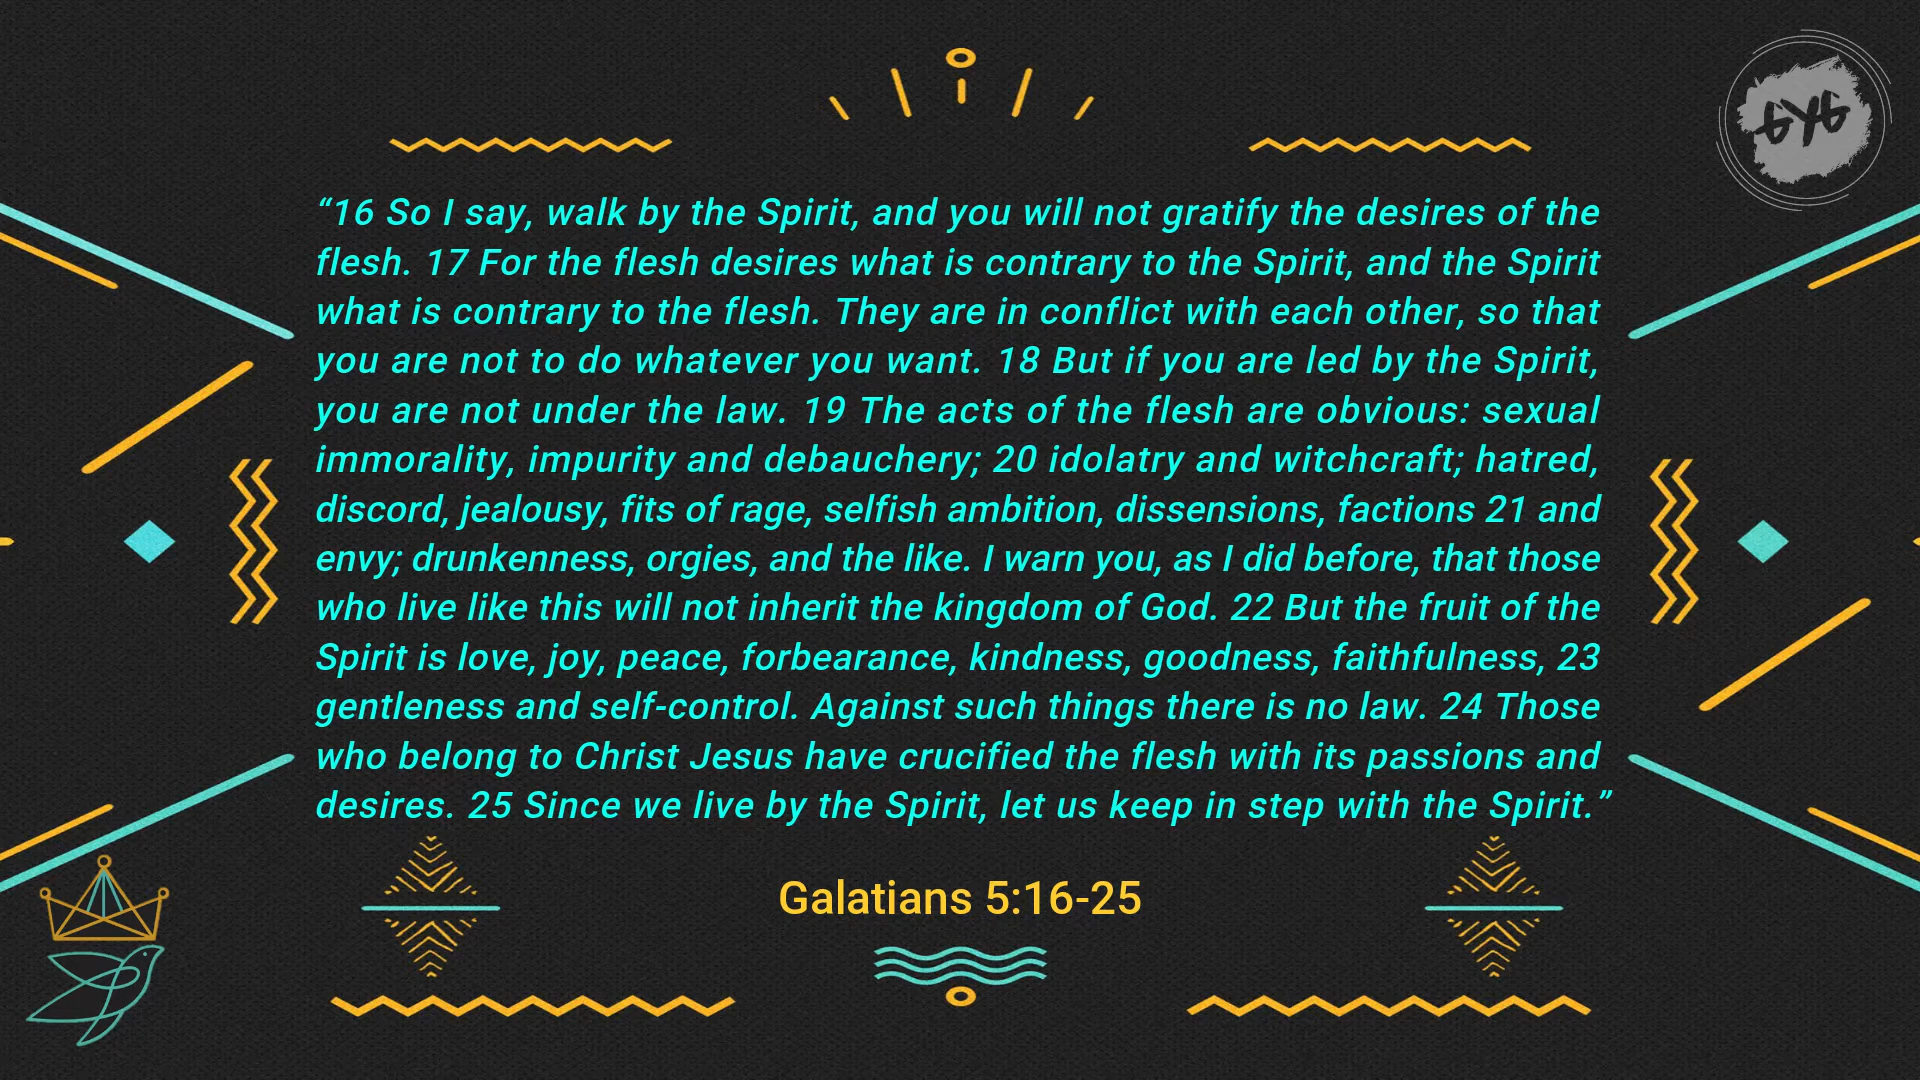 GYG
“16 So I say, walk by the Spirit, and you will not gratify the desires of the
flesh. 17 For the flesh desires what is contrary to the Spirit, and the Spirit
what is contrary to the flesh. They are in conflict with each other, so that
you are not to do whatever you want. 18 But if you are led by the Spirit,
you are not under the law. 19 The acts of the flesh are obvious: sexual
immorality, impurity and debauchery; 20 idolatry and witchcraft; hatred,
discord, jealousy, fits of rage, selfish ambition, dissensions, factions 21 and
envy; drunkenness, orgies, and the like. I warn you, as I did before, that those
who live like this will not inherit the kingdom of God. 22 But the fruit of the
Spirit is love, joy, peace, forbearance, kindness, goodness, faithfulness, 23
gentleness and self-control. Against such things there is no law. 24 Those
who belong to Christ Jesus have crucified the flesh with its passions and
desires. 25 Since we live by the Spirit, let us keep in step with the Spirit.”
Galatians 5:16-25